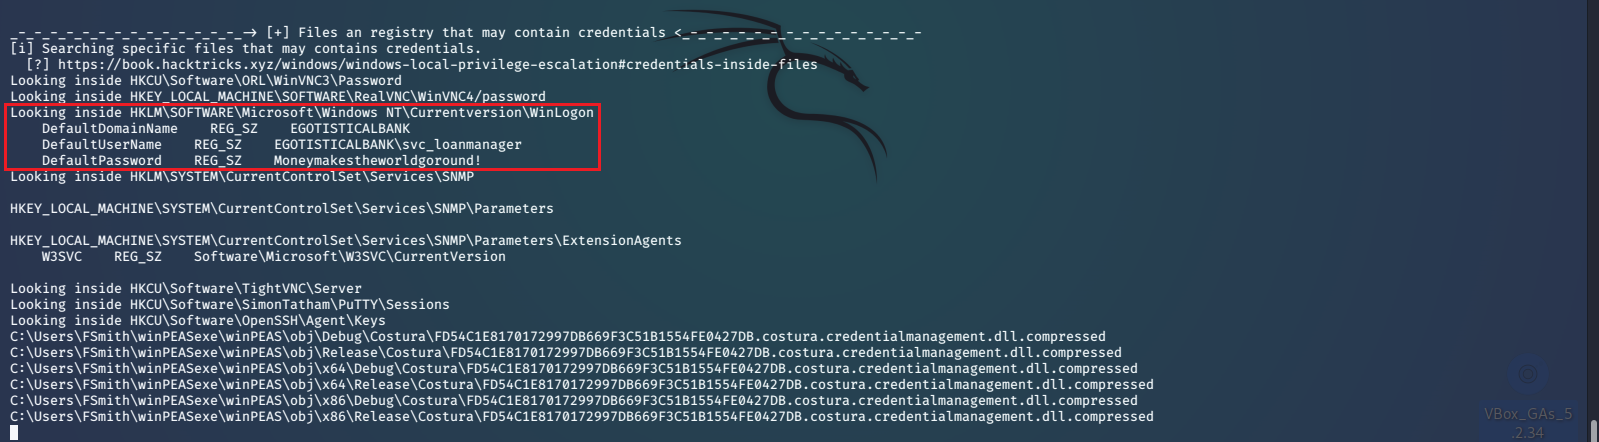 _-_-_-_-_-_-_-_-_-_-_-_-_-_-_-> [+] Files an registry that may contain credentials <_-_-_-_-_-_-_-_-_-_-_-_-_-_-_-
[i] Searching specific files that may contains credentials.
[?] https://book.hacktricks.xyz/windows/windows-local-privilege-escalation#credentials-inside-files
Looking inside HKCU\Software\ORL\WinVNC3\Password
Looking inside HKEY_LOCAL_MACHINE\SOFTWARE\RealVNC\WinVNC4/password
Looking inside HKLM\SOFTWARE\Microsoft\Windows NT\Currentversion\WinLogon
DefaultDomainName    REG_SZ    EGOTISTICALBANK
DefaultUserName    REG_SZ    EGOTISTICALBANK\svc_loanmanager
DefaultPassword    REG_SZ    Moneymakestheworldgoround!
Looking inside HKLM\SYSTEM\CurrentControlSet\Services\SNMP
HKEY_LOCAL_MACHINE\SYSTEM\CurrentControlSet\Services\SNMP\Parameters
HKEY_LOCAL_MACHINE\SYSTEM\CurrentControlSet\Services\SNMP\Parameters\ExtensionAgents
W3SVC    REG_SZ    Software\Microsoft\W3SVC\CurrentVersion
Looking inside HKCU\Software\TightVNC\Server
Looking inside HKCU\Software\SimonTatham\PuTTY\Sessions
Looking inside HKCU\Software\OpenSSH\Agent\Keys
C:\Users\FSmith\winPEASexe\winPEAS\obj\Debug\Costura\FD54C1E8170172997DB669F3C51B1554FE0427DB.costura.credentialmanagement.dll.compressed
C:\Users\FSmith\winPEASexe\winPEAS\obj\Release\Costura\FD54C1E8170172997DB669F3C51B1554FE0427DB.costura.credentialmanagement.dll.compressed
C:\Users\FSmith\winPEASexe\winPEAS\obj\x64\Debug\Costura\FD54C1E8170172997DB669F3C51B1554FE0427DB.costura.credentialmanagement.dll.compressed
C:\Users\FSmith\winPEASexe\winPEAS\obj\x64\Release\Costura\FD54C1E8170172997DB669F3C51B1554FE0427DB.costura.credentialmanagement.dll.compressed
C:\Users\FSmith\winPEASexe\winPEAS\obj\x86\Debug\Costura\FD54C1E8170172997DB669F3C51B1554FE0427DB.costura.credentialmanagement.dll.compressed
C:\Users\FSmith\winPEASexe\winPEAS\obj\x86\Release\Costura\FD54C1E8170172997DB669F3C51B1554FE0427DB.costura.credentialmanagement.dll.compressed
VBox_GAs_5
.2.34